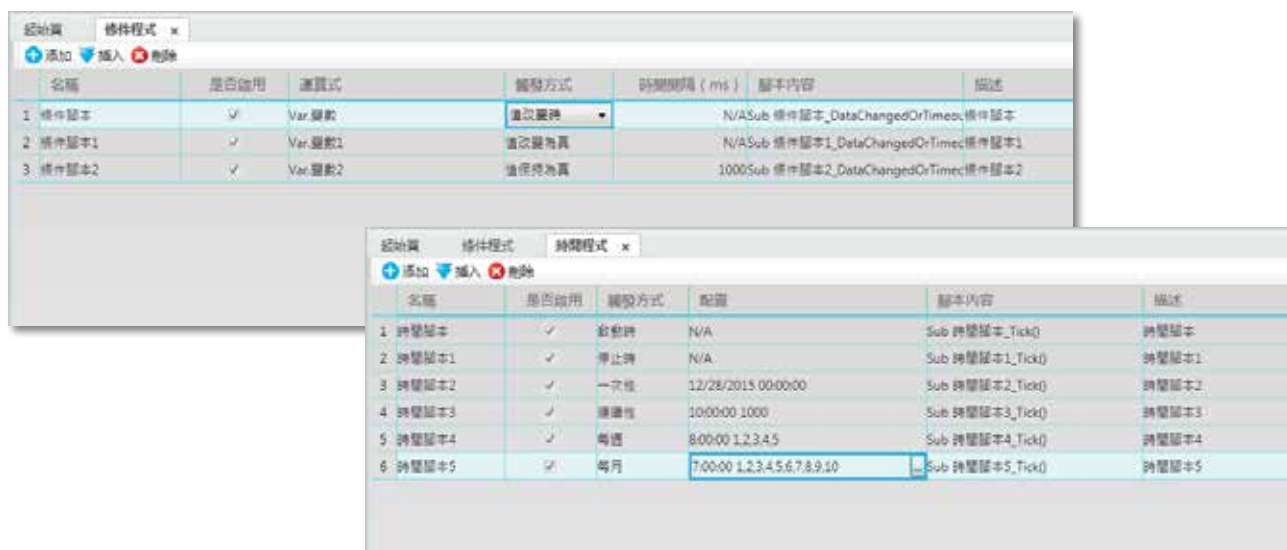 起始頁 條件程式 ×
添加 插入 刪除
名稱 是否啟用 運算式 觸發方式 時間間隔 ( ms ) 腳本內容 描述
1 條件腳本 Var.變數 值改變時 N/A Sub 條件腳本_DataChangedOrTimeou 條件腳本
2 條件腳本1 Var.變數1 值改變為真 N/A Sub 條件腳本1_DataChangedOrTimec 條件腳本1
3 條件腳本2 Var.變數2 值保持為真 1000 Sub 條件腳本2_DataChangedOrTimec 條件腳本2
起始頁 條件程式 時間程式 ×
添加 插入 刪除
名稱 是否啟用 觸發方式 配置 腳本內容 描述
1 時間腳本 啟動時 N/A Sub 時間腳本_Tick() 時間腳本
2 時間腳本1 停止時 N/A Sub 時間腳本1_Tick() 時間腳本1
3 時間腳本2 一次性 12/28/2015 00:00:00 Sub 時間腳本2_Tick() 時間腳本2
4 時間腳本3 連續性 10:00:00 1000 Sub 時間腳本3_Tick() 時間腳本3
5 時間腳本4 每週 8:00:00 1,2,3,4,5 Sub 時間腳本4_Tick() 時間腳本4
6 時間腳本5 每月 7:00:00 1,2,3,4,5,6,7,8,9,10 ... Sub 時間腳本5_Tick() 時間腳本5